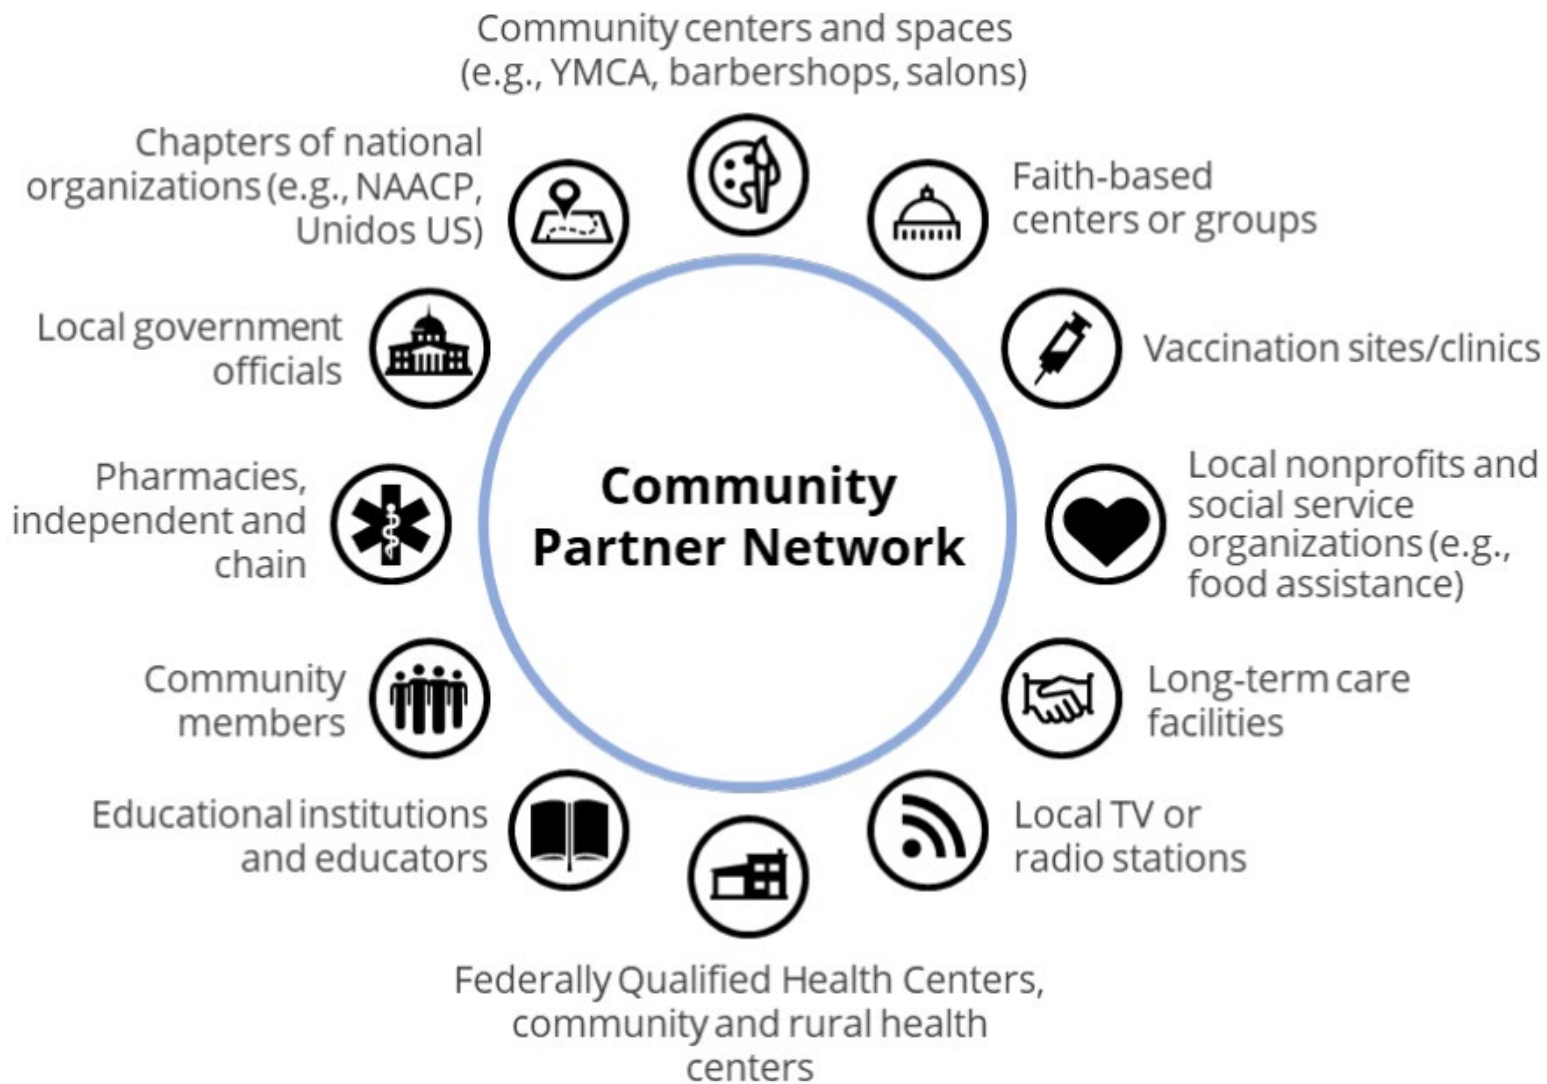 Community centers and spaces
(e.g., YMCA, barbershops, salons)
Chapters of national
organizations (e.g., NAACP,
Unidos US)
Faith-based
centers or groups
Local government
officials
Vaccination sites/clinics
Pharmacies,
independent and
chain
Community
Partner Network
Local nonprofits and
social service
organizations (e.g.,
food assistance)
Community
members
Long-term care
facilities
Educational institutions
and educators
Local TV or
radio stations
Federally Qualified Health Centers,
community and rural health
centers